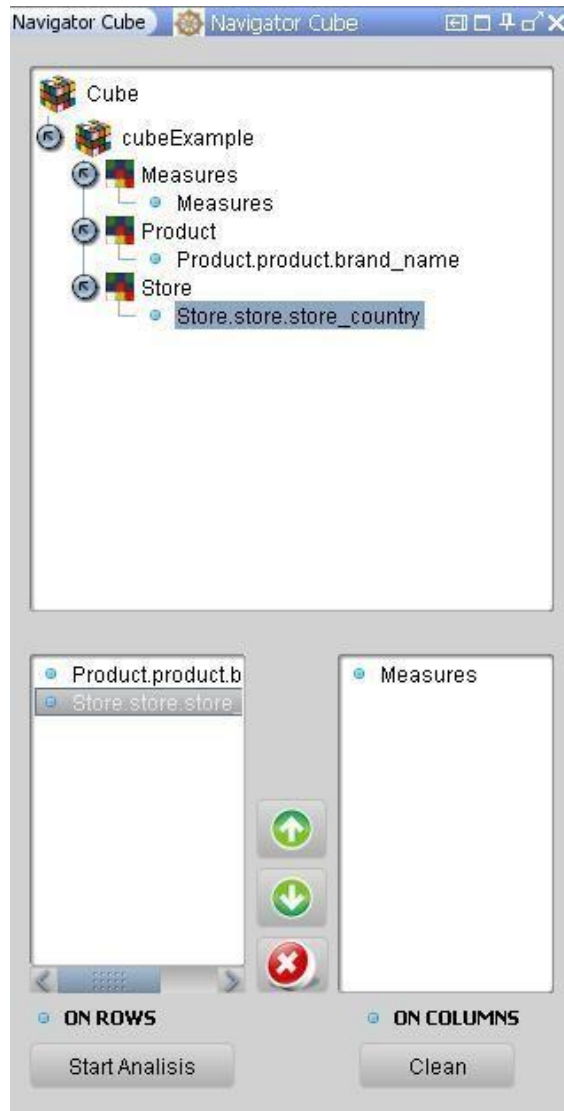 Navigator Cube Navigator Cube
Cube
cubeExample
Measures
Measures
Product
Product.product.brand_name
Store
Store.store.store_country
Product.product.b Measures
Store.store.store_
ON ROWS ON COLUMNS
Start Analisis Clean